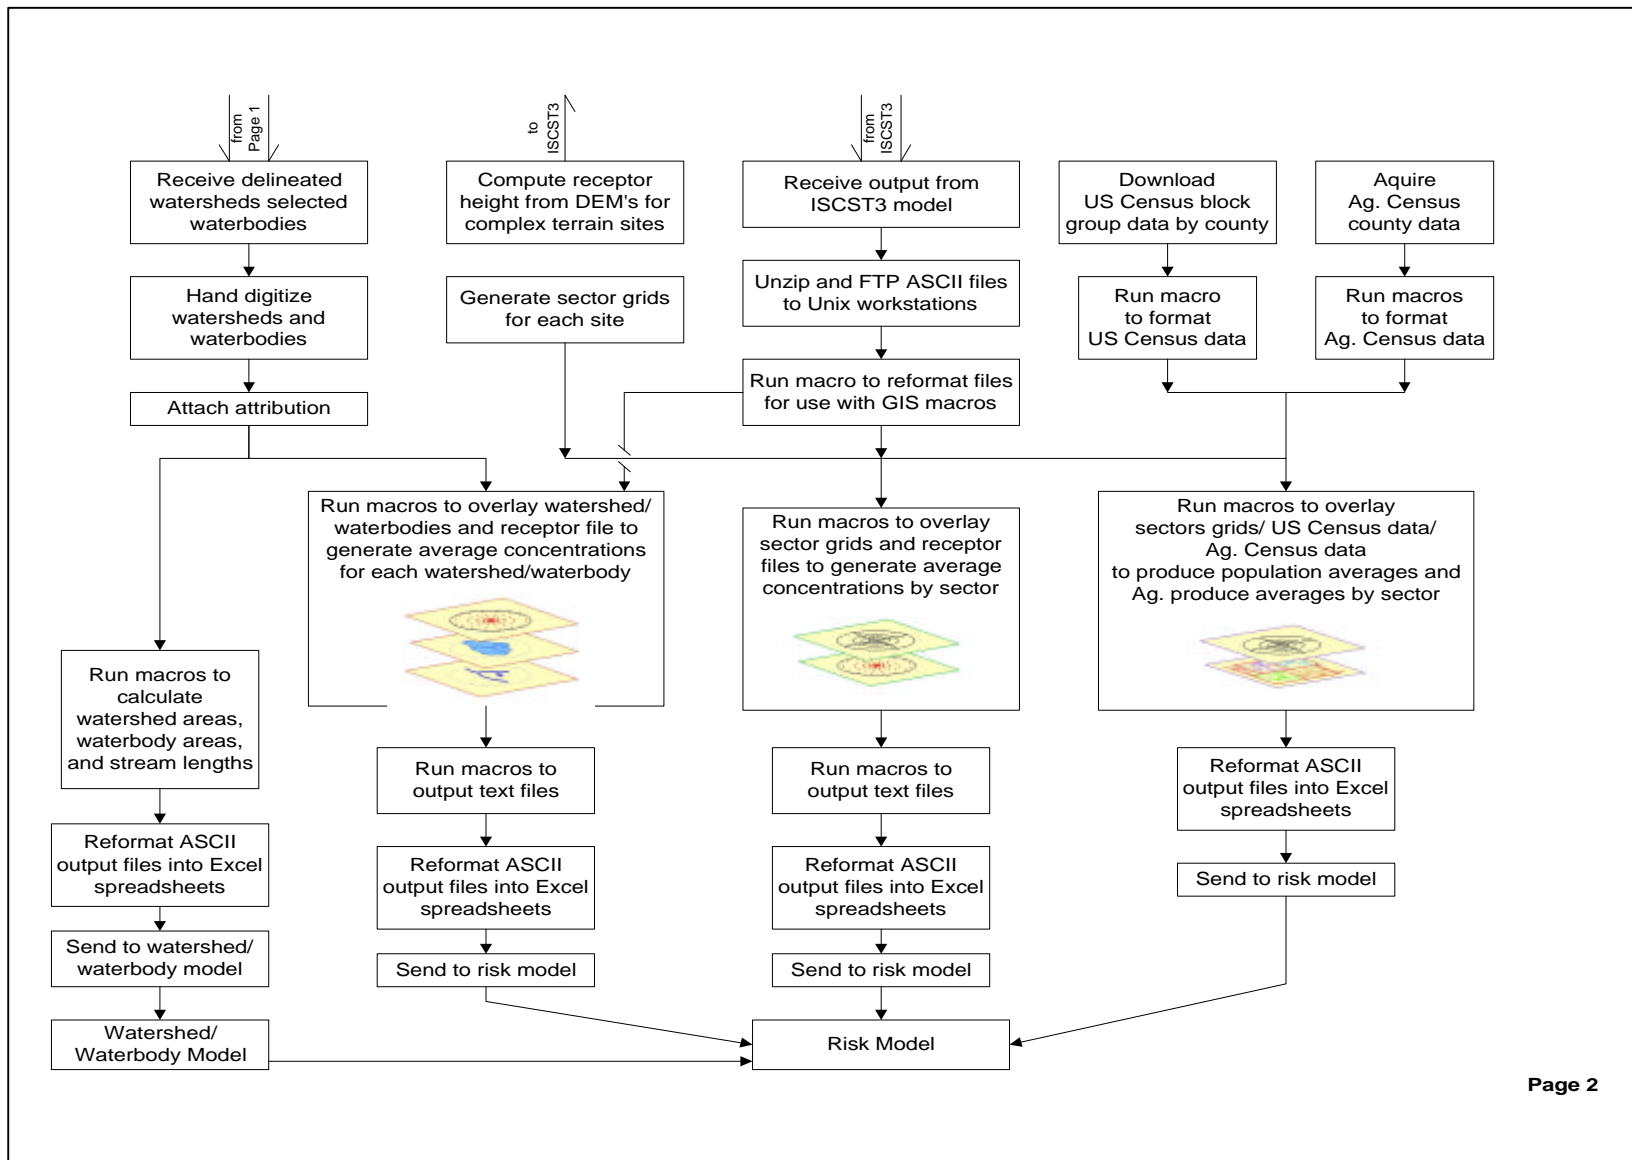 from
Page 1
to
ISCST3
from
ISCST3
Receive delineated
watersheds selected
waterbodies
Compute receptor
height from DEM's for
complex terrain sites
Receive output from
ISCST3 model
Download
US Census block
group data by county
Aquire
Ag. Census
county data
Hand digitize
watersheds and
waterbodies
Generate sector grids
for each site
Unzip and FTP ASCII files
to Unix workstations
Run macro
to format
US Census data
Run macros
to format
Ag. Census data
Attach attribution
Run macro to reformat files
for use with GIS macros
Run macros to overlay watershed/
waterbodies and receptor file to
generate average concentrations
for each watershed/waterbody
Run macros to overlay
sector grids and receptor
files to generate average
concentrations by sector
Run macros to overlay
sectors grids/ US Census data/
Ag. Census data
to produce population averages and
Ag. produce averages by sector
Run macros to
calculate
watershed areas,
waterbody areas,
and stream lengths
Run macros to
output text files
Run macros to
output text files
Reformat ASCII
output files into Excel
spreadsheets
Reformat ASCII
output files into Excel
spreadsheets
Reformat ASCII
output files into Excel
spreadsheets
Reformat ASCII
output files into Excel
spreadsheets
Send to risk model
Send to watershed/
waterbody model
Send to risk model
Send to risk model
Watershed/
Waterbody Model
Risk Model
Page 2